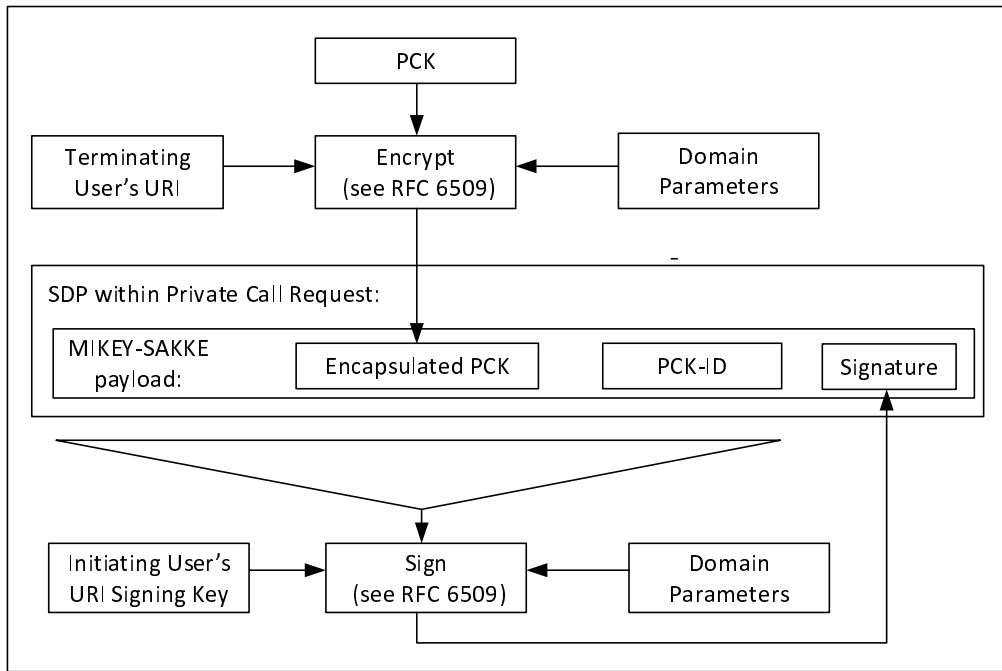 PCK
Terminating
User's URI
Encrypt
(see RFC 6509)
Domain
Parameters
SDP within Private Call Request:
MIKEY-SAKKE
payload:
Encapsulated PCK
PCK-ID
Signature
Initiating User's
URI Signing Key
Sign
(see RFC 6509)
Domain
Parameters